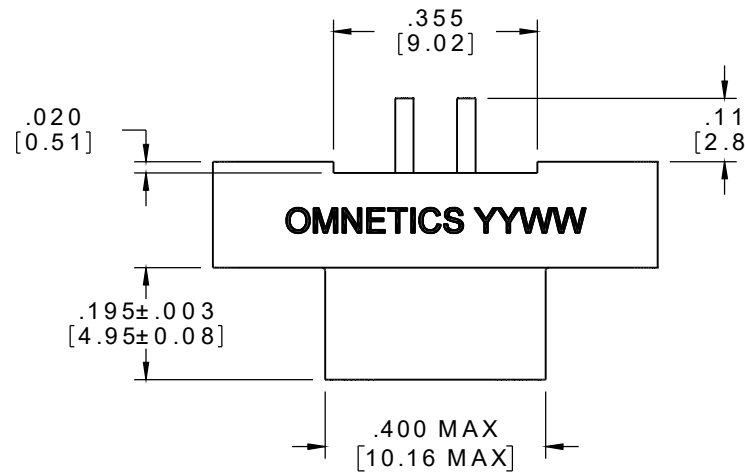 .355
[9.02]
.020
[0.51]
.11
[2.8
OMNETICS YYWW
.195±.003
[4.95±0.08]
.400 MAX
[10.16 MAX]